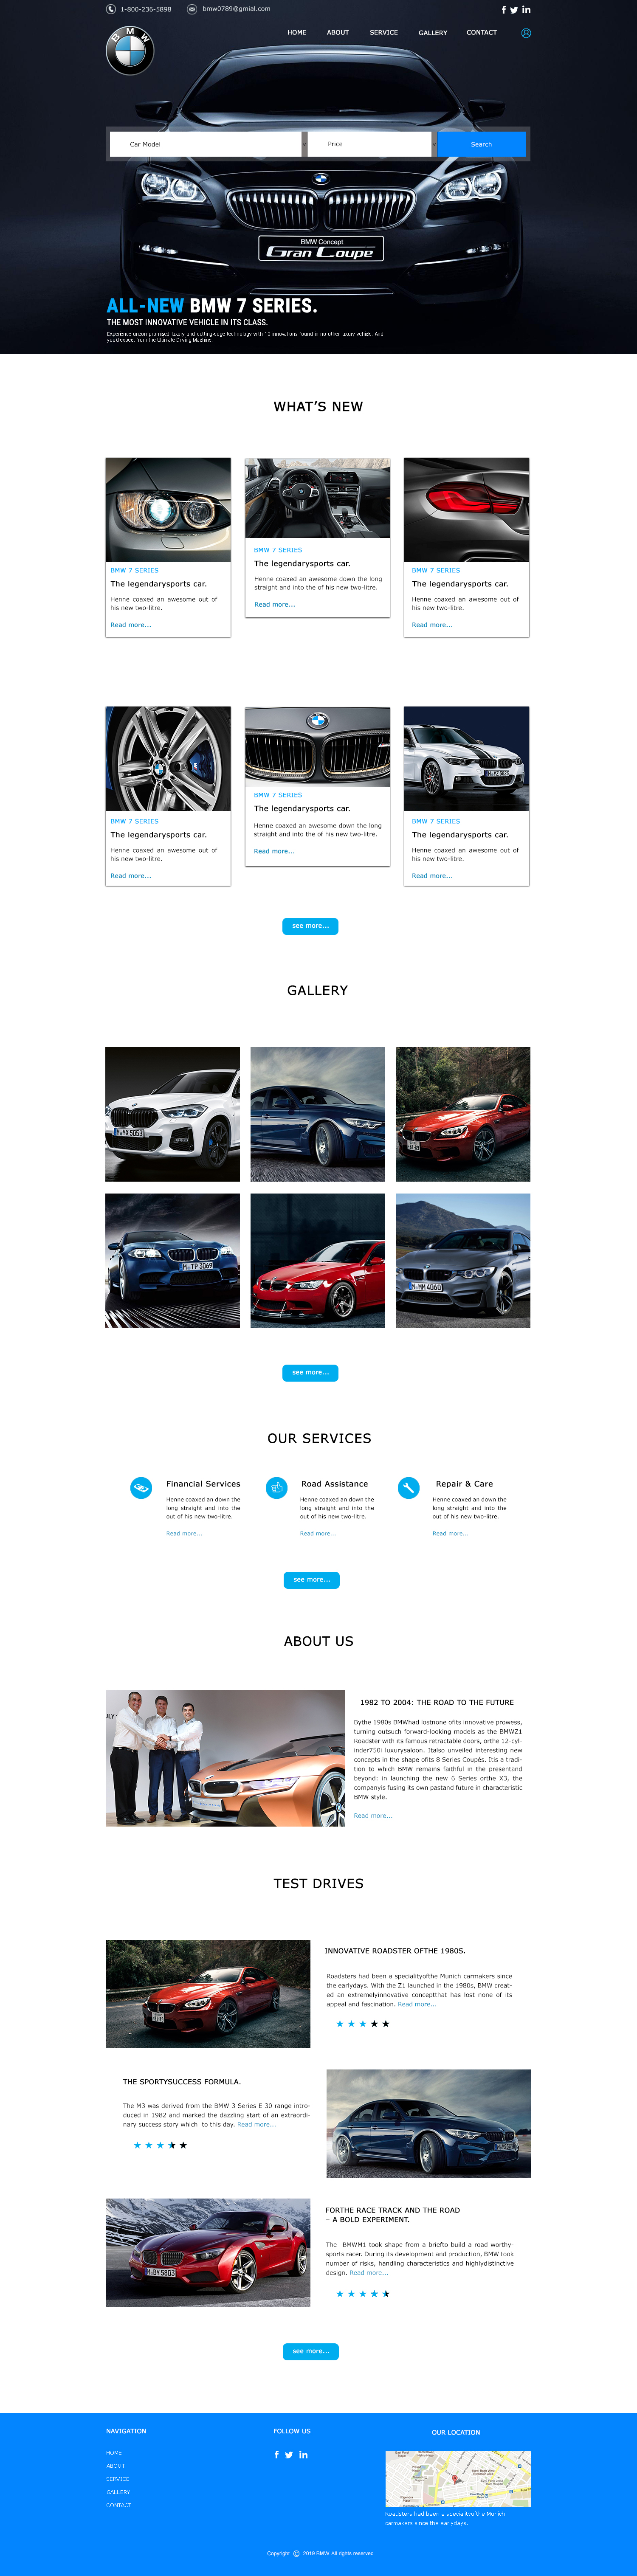 1-800-236-5898
bmw0789@gmial.com
BMW
HOME ABOUT SERVICE GALLERY CONTACT
Car Model
Price
Search
BMW Concept
Gran Coupe
ALL-NEW BMW 7 SERIES.
THE MOST INNOVATIVE VEHICLE IN ITS CLASS.
Experience uncompromised luxury and cutting-edge technology with 13 innovations found in no other luxury vehicle. And
you'd expect from the Ultimate Driving Machine.
WHAT'S NEW
BMW 7 SERIES
The legendarysports car.
Henne coaxed an awesome out of
his new two-litre.
Read more...
BMW 7 SERIES
The legendarysports car.
Henne coaxed an awesome down the long
straight and into the of his new two-litre.
Read more...
BMW 7 SERIES
The legendarysports car.
Henne coaxed an awesome out of
his new two-litre.
Read more...
BMW 7 SERIES
The legendarysports car.
Henne coaxed an awesome out of
his new two-litre.
Read more...
BMW 7 SERIES
The legendarysports car.
Henne coaxed an awesome down the long
straight and into the of his new two-litre.
Read more...
BMW 7 SERIES
The legendarysports car.
Henne coaxed an awesome out of
his new two-litre.
Read more...
see more...
GALLERY
M·YX 5053
M·TP 3069
M·MM 4060
see more...
OUR SERVICES
Financial Services
Henne coaxed an down the
long straight and into the
out of his new two-litre.
Read more...
Road Assistance
Henne coaxed an down the
long straight and into the
out of his new two-litre.
Read more...
Repair & Care
Henne coaxed an down the
long straight and into the
out of his new two-litre.
Read more...
see more...
ABOUT US
1982 TO 2004: THE ROAD TO THE FUTURE
Bythe 1980s BMWhad lostnone ofits innovative prowess,
turning outsuch forward-looking models as the BMWZ1
Roadster with its famous retractable doors, orthe 12-cyl-
inder750i luxurysaloon. Italso unveiled interesting new
concepts in the shape ofits 8 Series Coupés. Itis a tradi-
tion to which BMW remains faithful in the presentand
beyond: in launching the new 6 Series orthe X3, the
companyis fusing its own pastand future in characteristic
BMW style.
Read more...
TEST DRIVES
INNOVATIVE ROADSTER OFTHE 1980S.
Roadsters had been a specialityofthe Munich carmakers since
the earlydays. With the Z1 launched in the 1980s, BMW creat-
ed an extremelyinnovative conceptthat has lost none of its
appeal and fascination. Read more...
THE SPORTYSUCCESS FORMULA.
The M3 was derived from the BMW 3 Series E 30 range intro-
duced in 1982 and marked the dazzling start of an extraordi-
nary success story which to this day. Read more...
M·BY 5803
FORTHE RACE TRACK AND THE ROAD
– A BOLD EXPERIMENT.
The BMWM1 took shape from a briefto build a road worthy-
sports racer. During its development and production, BMW took
number of risks, handling characteristics and highlydistinctive
design. Read more...
see more...
NAVIGATION
HOME
ABOUT
SERVICE
GALLERY
CONTACT
FOLLOW US
OUR LOCATION
Roadsters had been a specialityofthe Munich
carmakers since the earlydays.
Copyright © 2019 BMW. All rights reserved